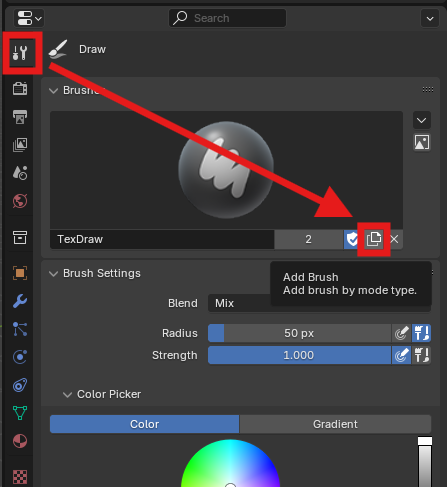 Search
Draw
Brushes
TexDraw 2
Add Brush
Add brush by mode type.
Brush Settings
Blend Mix
Radius 50 px
Strength 1.000
Color Picker
Color Gradient